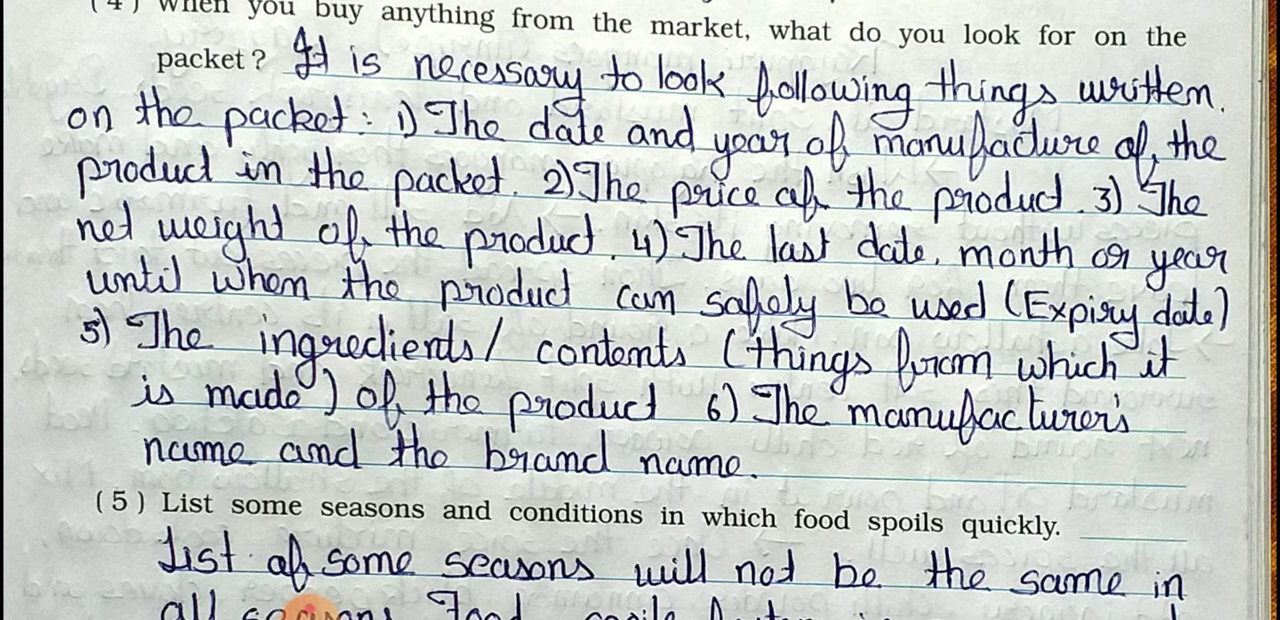 (4) When you buy anything from the market, what do you look for on the
packet? It is necessary to look following things written.
on the packet: 1) The date and year of manufacture of the
product in the packet. 2) The price of the product. 3) The
net weight of the product. 4) The last date, month or year
until when the product can safely be used (Expiry date)
5) The ingredients/ contents (things from which it
is made) of the product 6) The manufacturer's
name and the brand name.
(5) List some seasons and conditions in which food spoils quickly.
List of some seasons will not be the same in
all Food